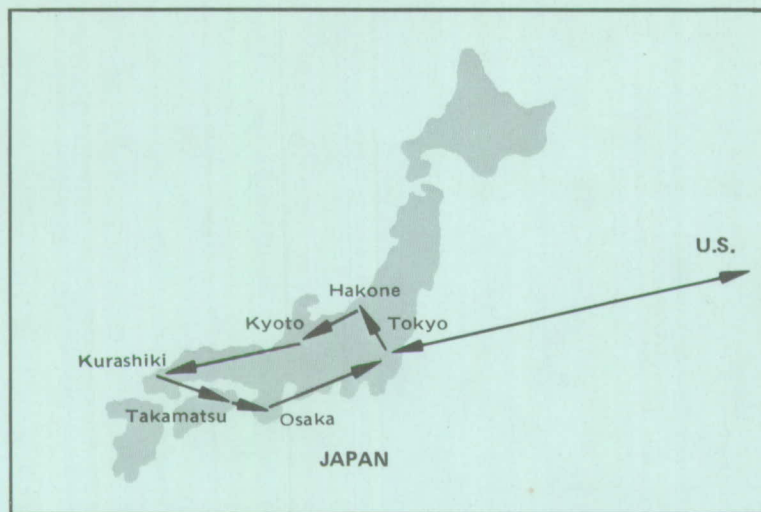 U.S.
Hakone
Kyoto
Tokyo
Kurashiki
Takamatsu
Osaka
JAPAN